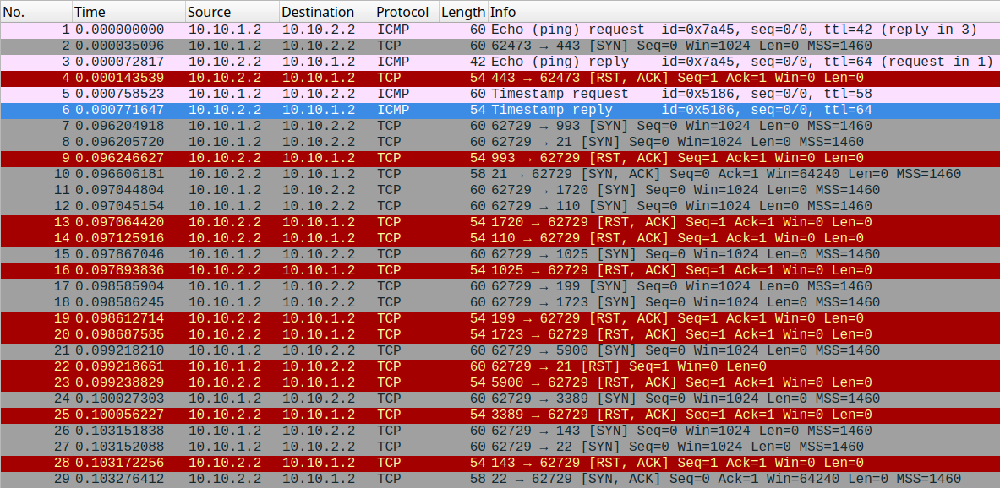 No. Time Source Destination Protocol Length Info
1 0.000000000 10.10.1.2 10.10.2.2 ICMP 60 Echo (ping) request id=0x7a45, seq=0/0, ttl=42 (reply in 3)
2 0.000035096 10.10.1.2 10.10.2.2 TCP 60 62473 → 443 [SYN] Seq=0 Win=1024 Len=0 MSS=1460
3 0.000072817 10.10.2.2 10.10.1.2 ICMP 42 Echo (ping) reply id=0x7a45, seq=0/0, ttl=64 (request in 1)
4 0.000143539 10.10.2.2 10.10.1.2 TCP 54 443 → 62473 [RST, ACK] Seq=1 Ack=1 Win=0 Len=0
5 0.000758523 10.10.1.2 10.10.2.2 ICMP 60 Timestamp request id=0x5186, seq=0/0, ttl=58
6 0.000771647 10.10.2.2 10.10.1.2 ICMP 54 Timestamp reply id=0x5186, seq=0/0, ttl=64
7 0.096204918 10.10.1.2 10.10.2.2 TCP 60 62729 → 993 [SYN] Seq=0 Win=1024 Len=0 MSS=1460
8 0.096205720 10.10.1.2 10.10.2.2 TCP 60 62729 → 21 [SYN] Seq=0 Win=1024 Len=0 MSS=1460
9 0.096246627 10.10.2.2 10.10.1.2 TCP 54 993 → 62729 [RST, ACK] Seq=1 Ack=1 Win=0 Len=0
10 0.096606181 10.10.2.2 10.10.1.2 TCP 58 21 → 62729 [SYN, ACK] Seq=0 Ack=1 Win=64240 Len=0 MSS=1460
11 0.097044804 10.10.1.2 10.10.2.2 TCP 60 62729 → 1720 [SYN] Seq=0 Win=1024 Len=0 MSS=1460
12 0.097045154 10.10.1.2 10.10.2.2 TCP 60 62729 → 110 [SYN] Seq=0 Win=1024 Len=0 MSS=1460
13 0.097064420 10.10.2.2 10.10.1.2 TCP 54 1720 → 62729 [RST, ACK] Seq=1 Ack=1 Win=0 Len=0
14 0.097125916 10.10.2.2 10.10.1.2 TCP 54 110 → 62729 [RST, ACK] Seq=1 Ack=1 Win=0 Len=0
15 0.097867046 10.10.1.2 10.10.2.2 TCP 60 62729 → 1025 [SYN] Seq=0 Win=1024 Len=0 MSS=1460
16 0.097893836 10.10.2.2 10.10.1.2 TCP 54 1025 → 62729 [RST, ACK] Seq=1 Ack=1 Win=0 Len=0
17 0.098585904 10.10.1.2 10.10.2.2 TCP 60 62729 → 199 [SYN] Seq=0 Win=1024 Len=0 MSS=1460
18 0.098586245 10.10.1.2 10.10.2.2 TCP 60 62729 → 1723 [SYN] Seq=0 Win=1024 Len=0 MSS=1460
19 0.098612714 10.10.2.2 10.10.1.2 TCP 54 199 → 62729 [RST, ACK] Seq=1 Ack=1 Win=0 Len=0
20 0.098687585 10.10.2.2 10.10.1.2 TCP 54 1723 → 62729 [RST, ACK] Seq=1 Ack=1 Win=0 Len=0
21 0.099218210 10.10.1.2 10.10.2.2 TCP 60 62729 → 5900 [SYN] Seq=0 Win=1024 Len=0 MSS=1460
22 0.099218661 10.10.1.2 10.10.2.2 TCP 60 62729 → 21 [RST] Seq=1 Win=0 Len=0
23 0.099238829 10.10.2.2 10.10.1.2 TCP 54 5900 → 62729 [RST, ACK] Seq=1 Ack=1 Win=0 Len=0
24 0.100027303 10.10.1.2 10.10.2.2 TCP 60 62729 → 3389 [SYN] Seq=0 Win=1024 Len=0 MSS=1460
25 0.100056227 10.10.2.2 10.10.1.2 TCP 54 3389 → 62729 [RST, ACK] Seq=1 Ack=1 Win=0 Len=0
26 0.103151838 10.10.1.2 10.10.2.2 TCP 60 62729 → 143 [SYN] Seq=0 Win=1024 Len=0 MSS=1460
27 0.103152088 10.10.1.2 10.10.2.2 TCP 60 62729 → 22 [SYN] Seq=0 Win=1024 Len=0 MSS=1460
28 0.103172256 10.10.2.2 10.10.1.2 TCP 54 143 → 62729 [RST, ACK] Seq=1 Ack=1 Win=0 Len=0
29 0.103276412 10.10.2.2 10.10.1.2 TCP 58 22 → 62729 [SYN, ACK] Seq=0 Ack=1 Win=64240 Len=0 MSS=1460